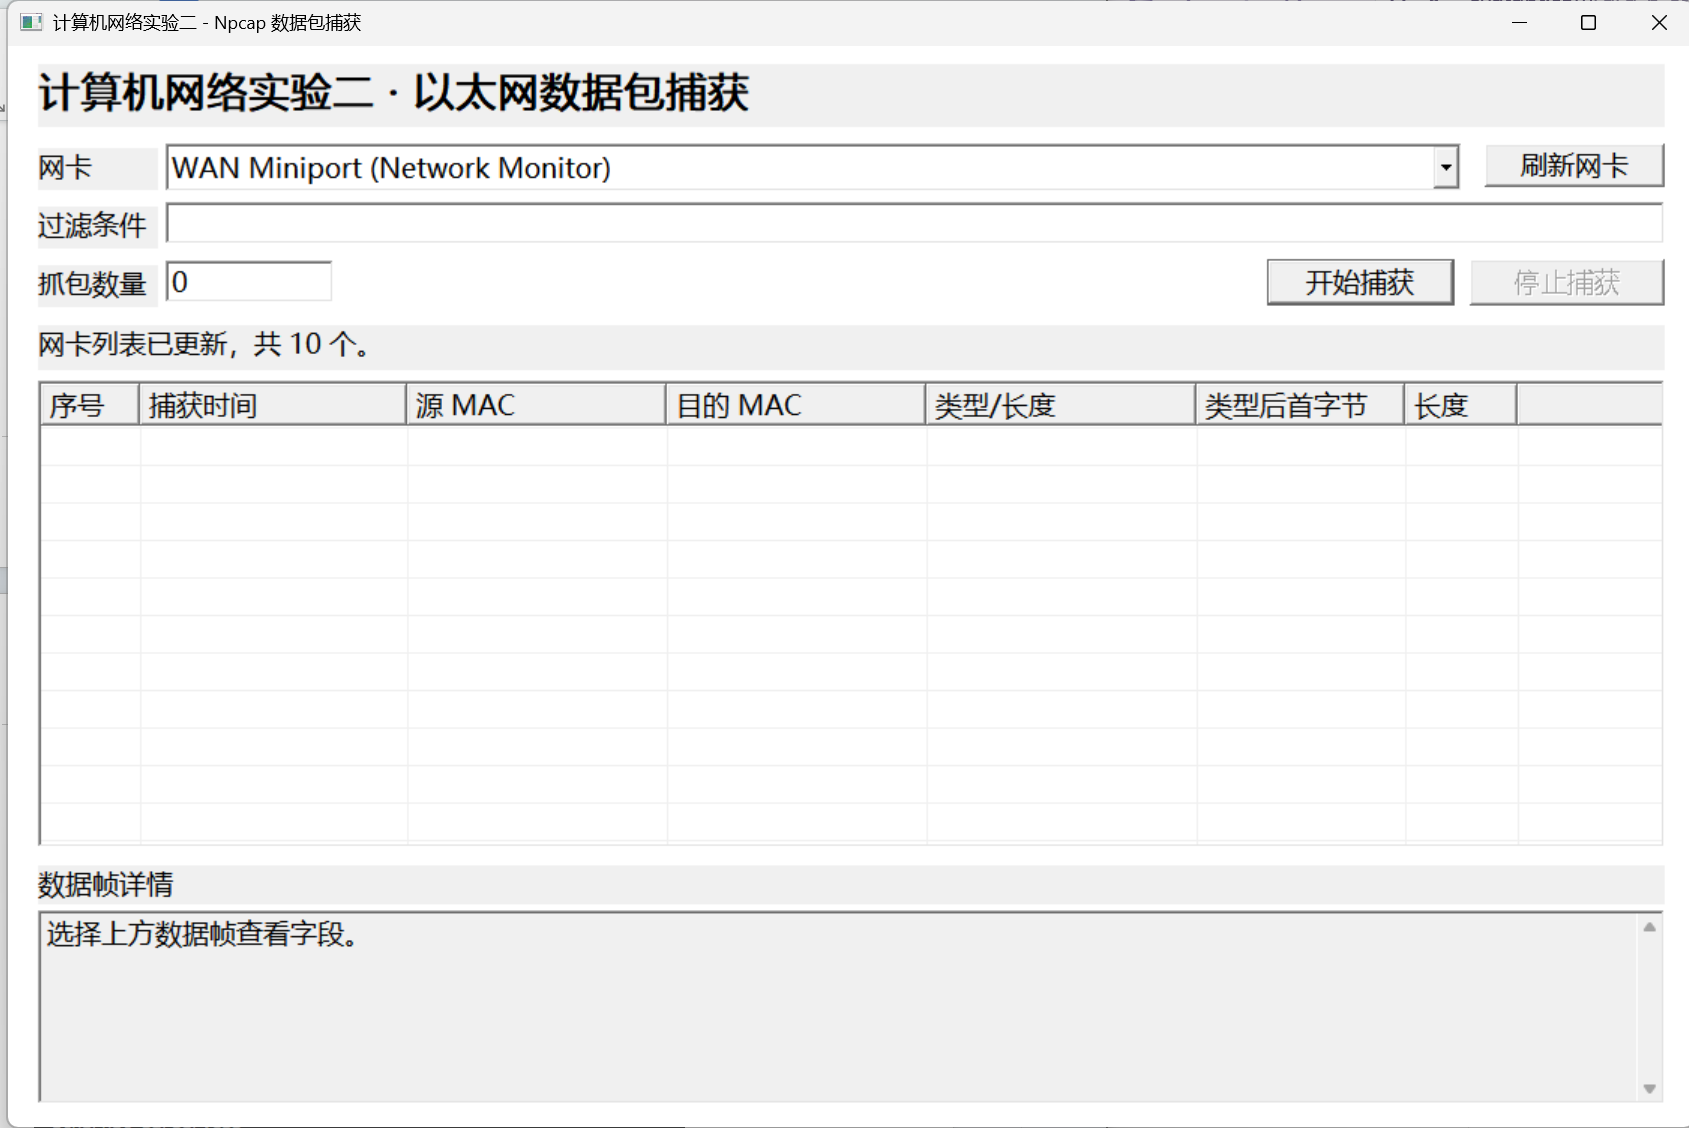 计算机网络实验二 - Npcap 数据包捕获
计算机网络实验二 · 以太网数据包捕获
网卡 WAN Miniport (Network Monitor) 刷新网卡
过滤条件
抓包数量 0 开始捕获 停止捕获
网卡列表已更新，共 10 个。
序号 捕获时间 源 MAC 目的 MAC 类型/长度 类型后首字节 长度
数据帧详情
选择上方数据帧查看字段。